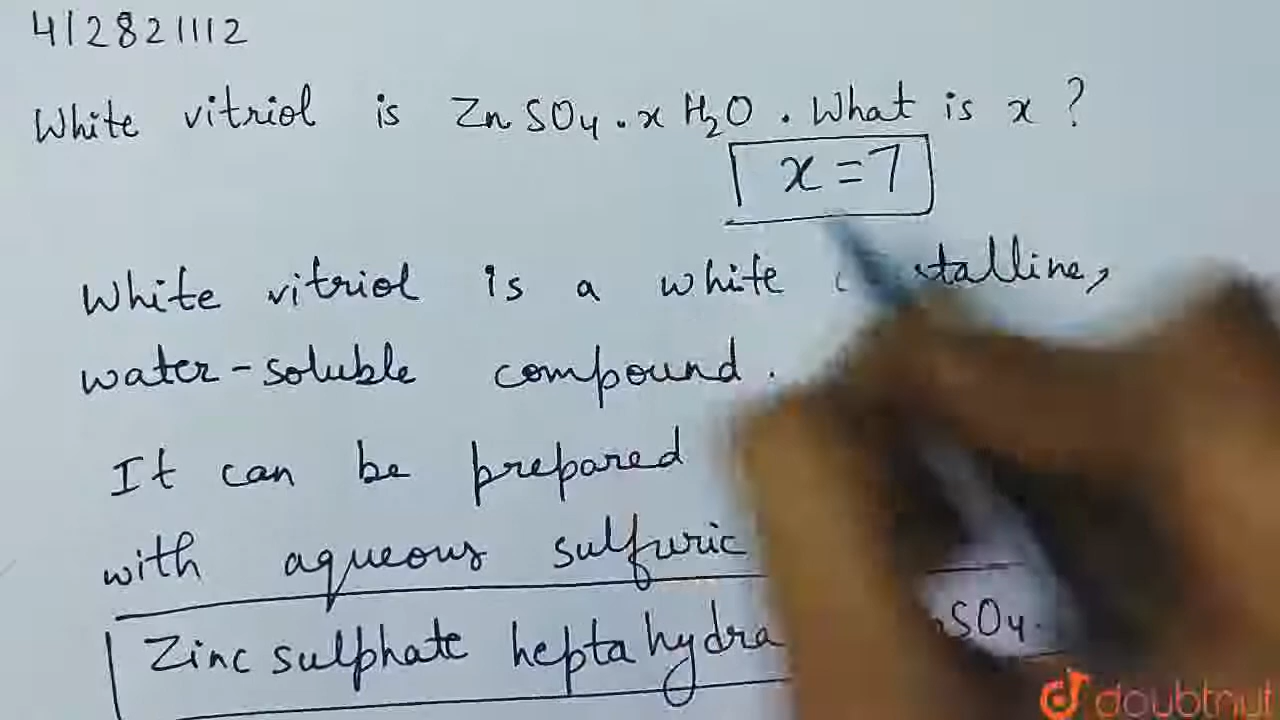 412821112
White vitriol is ZnSO4 . x H2O . What is x ?
x = 7
White vitriol is a white stalline,
water-soluble compound .
It can be prepared
with aqueous sulfuric
Zinc sulphate heptahydra SO4.
doubtnut